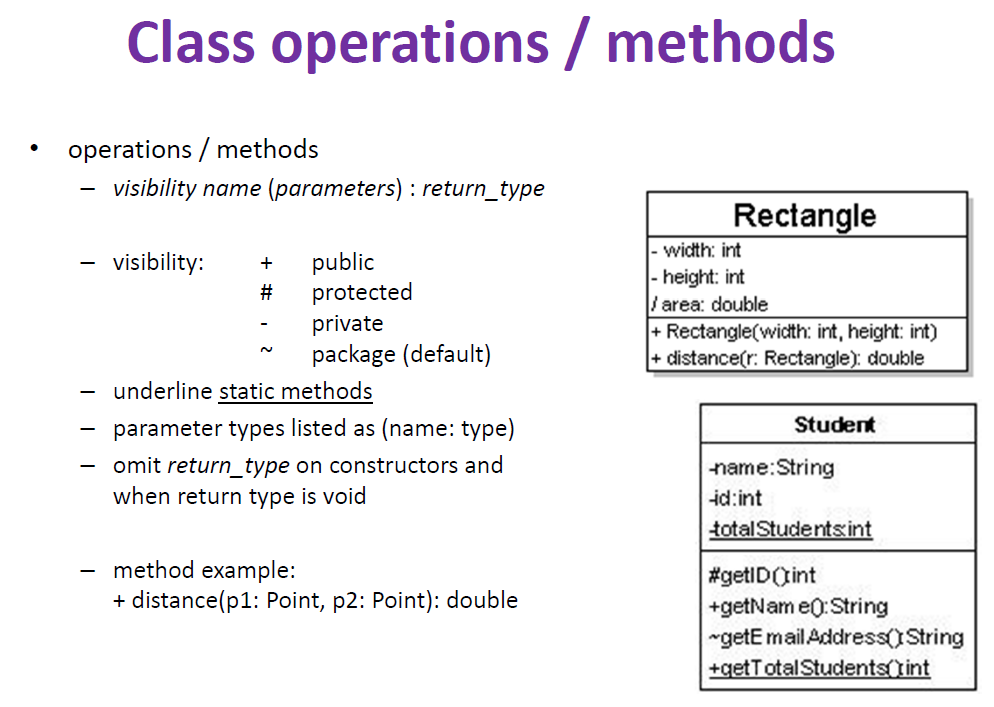 Class operations / methods
• operations / methods
– visibility name (parameters) : return_type
– visibility: + public
# protected
- private
~ package (default)
– underline static methods
– parameter types listed as (name: type)
– omit return_type on constructors and
when return type is void
– method example:
+ distance(p1: Point, p2: Point): double
Rectangle
- width: int
- height: int
/ area: double
+ Rectangle(width: int, height: int)
+ distance(r: Rectangle): double
Student
-name:String
-id:int
-totalStudents:int
#getID():int
+getName():String
~getEmailAddress():String
+getTotalStudents():int